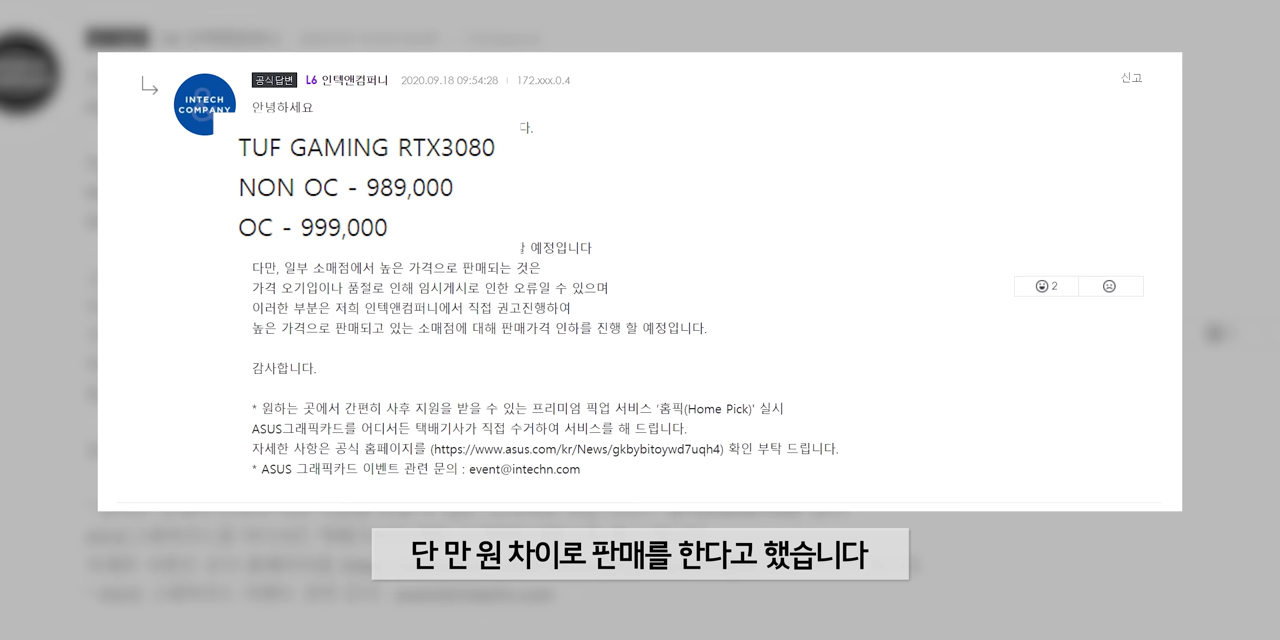 공식답변 L6 인텍앤컴퍼니 2020.09.18 09:54:28 172.xxx.0.4 신고
INTECH
COMPANY
안녕하세요
다.
TUF GAMING RTX3080
NON OC - 989,000
OC - 999,000
예정입니다
다만, 일부 소매점에서 높은 가격으로 판매되는 것은
가격 오기입이나 품절로 인해 임시게시로 인한 오류일 수 있으며
이러한 부분은 저희 인텍앤컴퍼니에서 직접 권고진행하여
높은 가격으로 판매되고 있는 소매점에 대해 판매가격 인하를 진행 할 예정입니다.
2
감사합니다.
* 원하는 곳에서 간편히 사후 지원을 받을 수 있는 프리미엄 픽업 서비스 '홈픽(Home Pick)' 실시
ASUS그래픽카드를 어디서든 택배기사가 직접 수거하여 서비스를 해 드립니다.
자세한 사항은 공식 홈페이지를 (https://www.asus.com/kr/News/gkbybitoywd7uqh4) 확인 부탁 드립니다.
* ASUS 그래픽카드 이벤트 관련 문의 : event@intechn.com
단 만 원 차이로 판매를 한다고 했습니다